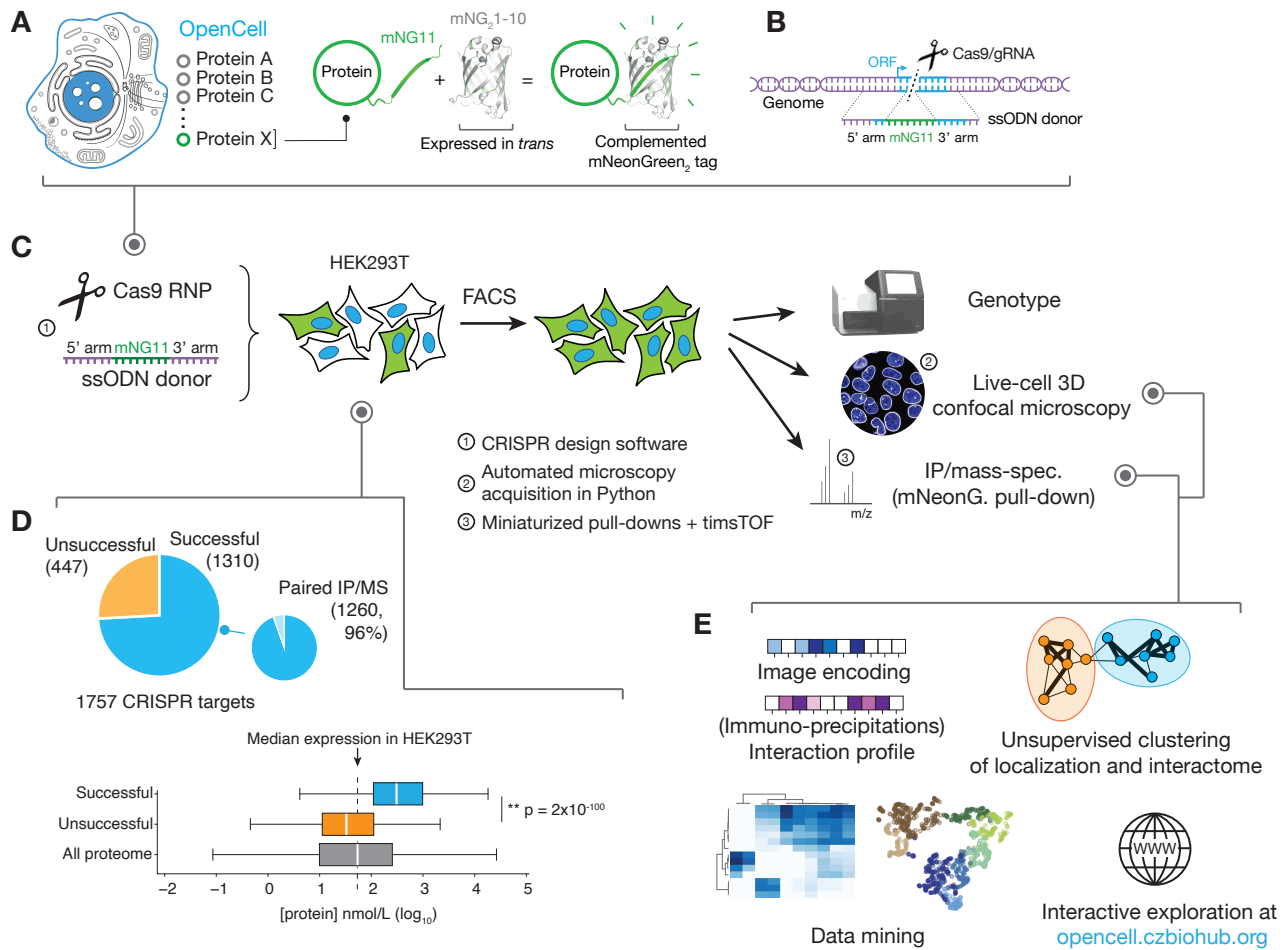 A
OpenCell
Protein A
Protein B
Protein C
Protein X]
mNG11
mNG₂1-10
Protein
+
=
Protein
Expressed in trans
Complemented
mNeonGreen₂ tag
B
Cas9/gRNA
ORF
Genome
ssODN donor
5’ arm mNG11 3’ arm
C
Cas9 RNP
1
5’ arm mNG11 3’ arm
ssODN donor
HEK293T
FACS
Genotype
2
Live-cell 3D
confocal microscopy
3
m/z
IP/mass-spec.
(mNeonG. pull-down)
1 CRISPR design software
2 Automated microscopy
acquisition in Python
3 Miniaturized pull-downs + timsTOF
D
Unsuccessful
(447)
Successful
(1310)
Paired IP/MS
(1260,
96%)
1757 CRISPR targets
Median expression in HEK293T
Successful
Unsuccessful
All proteome
** p = 2x10⁻¹⁰⁰
−2 −1 0 1 2 3 4 5
[protein] nmol/L (log₁₀)
E
Image encoding
(Immuno-precipitations)
Interaction profile
Unsupervised clustering
of localization and interactome
Data mining
WWW
Interactive exploration at
opencell.czbiohub.org